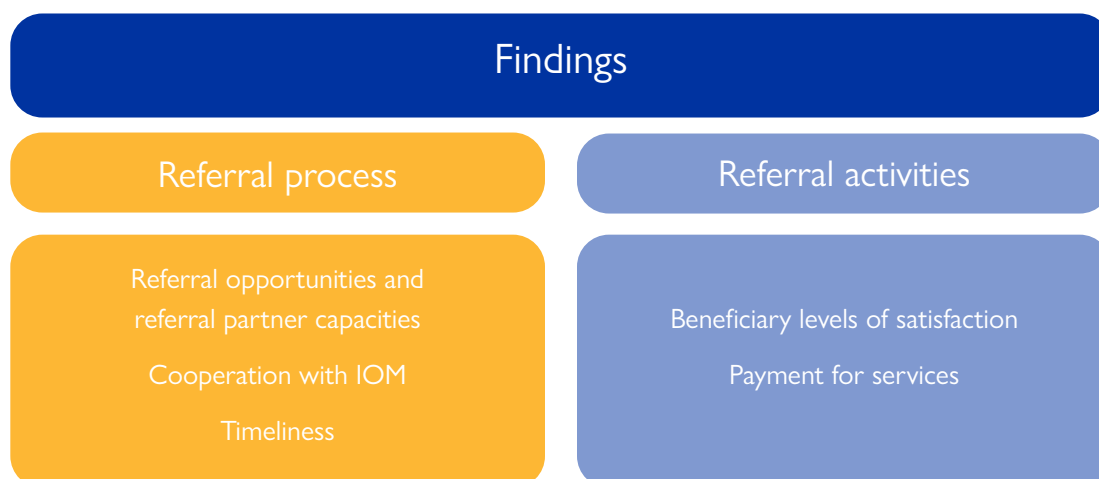 Findings
Referral process
Referral activities
Referral opportunities and
referral partner capacities
Cooperation with IOM
Timeliness
Beneficiary levels of satisfaction
Payment for services